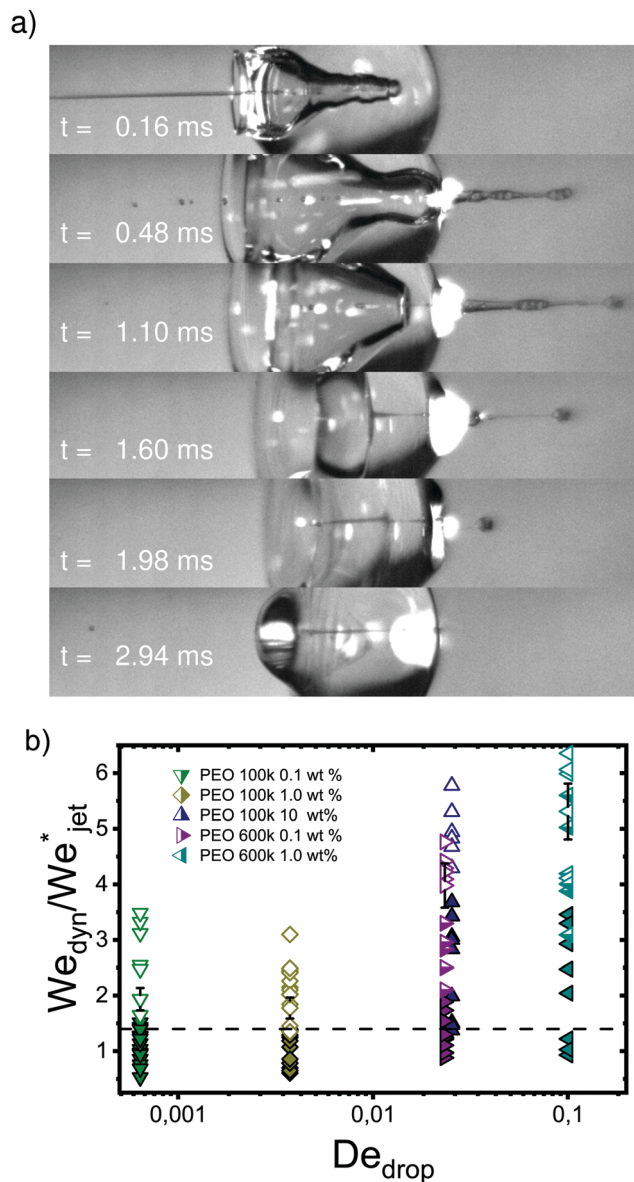 a)
t = 0.16 ms
t = 0.48 ms
t = 1.10 ms
t = 1.60 ms
t = 1.98 ms
t = 2.94 ms
b)
PEO 100k 0.1 wt %
PEO 100k 1.0 wt %
PEO 100k 10 wt%
PEO 600k 0.1 wt %
PEO 600k 1.0 wt%
6
5
4
3
2
1
We_dyn/We*_jet
0,001 0,01 0,1
De_drop